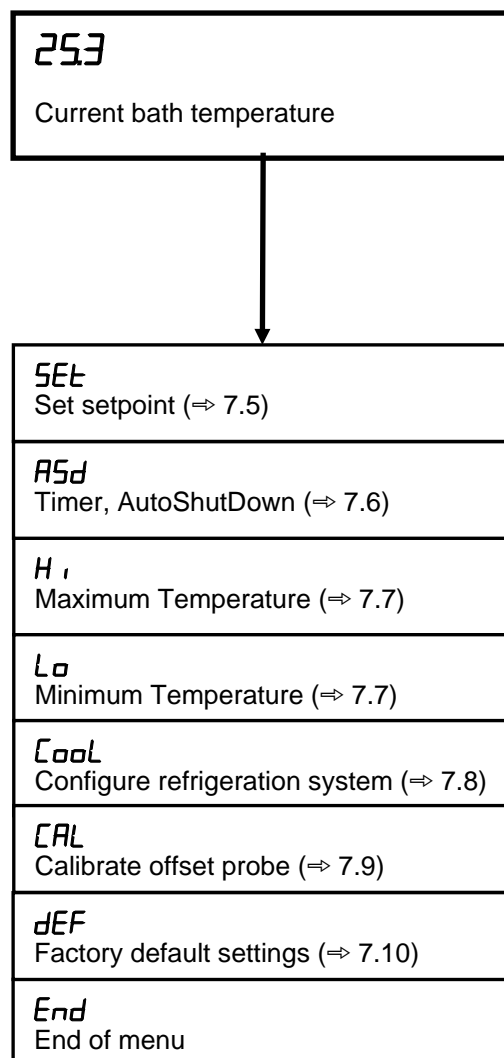 25.3
Current bath temperature
SEt
Set setpoint (⇨ 7.5)
ASd
Timer, AutoShutDown (⇨ 7.6)
Hi
Maximum Temperature (⇨ 7.7)
Lo
Minimum Temperature (⇨ 7.7)
CooL
Configure refrigeration system (⇨ 7.8)
CAL
Calibrate offset probe (⇨ 7.9)
dEF
Factory default settings (⇨ 7.10)
End
End of menu